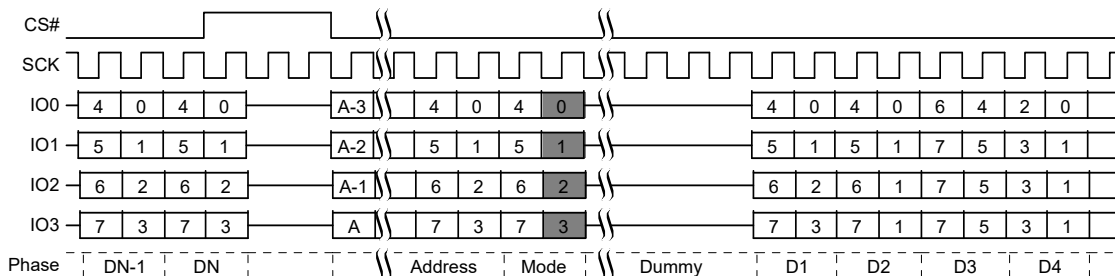 CS#
SCK
IO0 4 0 4 0 A-3 4 0 4 0 4 0 4 0 6 4 2 0
IO1 5 1 5 1 A-2 5 1 5 1 5 1 5 1 7 5 3 1
IO2 6 2 6 2 A-1 6 2 6 2 6 2 6 1 7 5 3 1
IO3 7 3 7 3 A 7 3 7 3 7 3 7 1 7 5 3 1
Phase DN-1 DN Address Mode Dummy D1 D2 D3 D4